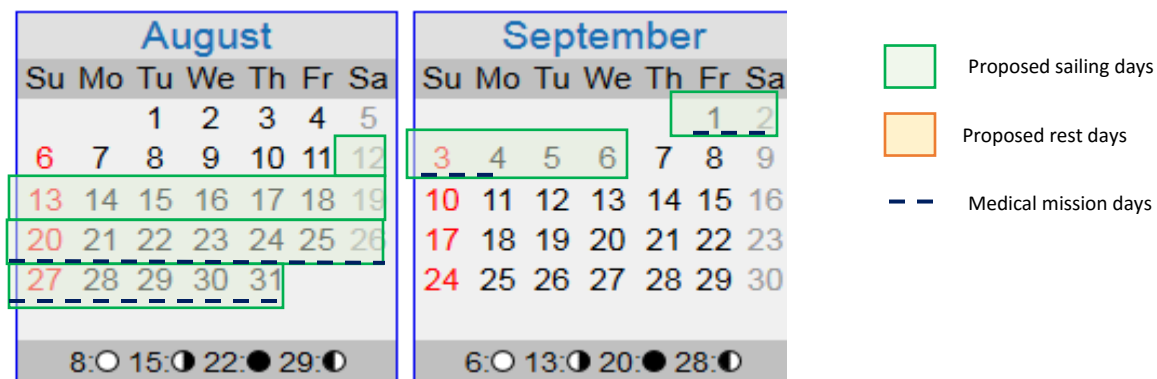 August
Su Mo Tu We Th Fr Sa
1 2 3 4 5
6 7 8 9 10 11 12
13 14 15 16 17 18 19
20 21 22 23 24 25 26
27 28 29 30 31
8: 15: 22: 29:
September
Su Mo Tu We Th Fr Sa
1 2
3 4 5 6 7 8 9
10 11 12 13 14 15 16
17 18 19 20 21 22 23
24 25 26 27 28 29 30
6: 13: 20: 28:
Proposed sailing days
Proposed rest days
Medical mission days